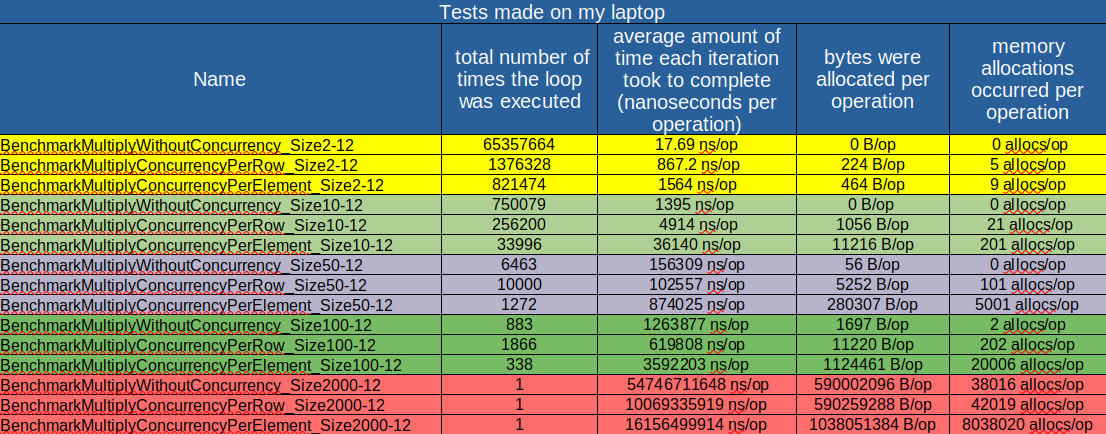 Tests made on my laptop
Name
total number of
times the loop
was executed
average amount of
time each iteration
took to complete
(nanoseconds per
operation)
bytes were
allocated per
operation
memory
allocations
occurred per
operation
BenchmarkMultiplyWithoutConcurrency_Size2-12 65357664 17.69 ns/op 0 B/op 0 allocs/op
BenchmarkMultiplyConcurrencyPerRow_Size2-12 1376328 867.2 ns/op 224 B/op 5 allocs/op
BenchmarkMultiplyConcurrencyPerElement_Size2-12 821474 1564 ns/op 464 B/op 9 allocs/op
BenchmarkMultiplyWithoutConcurrency_Size10-12 750079 1395 ns/op 0 B/op 0 allocs/op
BenchmarkMultiplyConcurrencyPerRow_Size10-12 256200 4914 ns/op 1056 B/op 21 allocs/op
BenchmarkMultiplyConcurrencyPerElement_Size10-12 33996 36140 ns/op 11216 B/op 201 allocs/op
BenchmarkMultiplyWithoutConcurrency_Size50-12 6463 156309 ns/op 56 B/op 0 allocs/op
BenchmarkMultiplyConcurrencyPerRow_Size50-12 10000 102557 ns/op 5252 B/op 101 allocs/op
BenchmarkMultiplyConcurrencyPerElement_Size50-12 1272 874025 ns/op 280307 B/op 5001 allocs/op
BenchmarkMultiplyWithoutConcurrency_Size100-12 883 1263877 ns/op 1697 B/op 2 allocs/op
BenchmarkMultiplyConcurrencyPerRow_Size100-12 1866 619808 ns/op 11220 B/op 202 allocs/op
BenchmarkMultiplyConcurrencyPerElement_Size100-12 338 3592203 ns/op 1124461 B/op 20006 allocs/op
BenchmarkMultiplyWithoutConcurrency_Size2000-12 1 54746711648 ns/op 590002096 B/op 38016 allocs/op
BenchmarkMultiplyConcurrencyPerRow_Size2000-12 1 10069335919 ns/op 590259288 B/op 42019 allocs/op
BenchmarkMultiplyConcurrencyPerElement_Size2000-12 1 16156499914 ns/op 1038051384 B/op 8038020 allocs/op